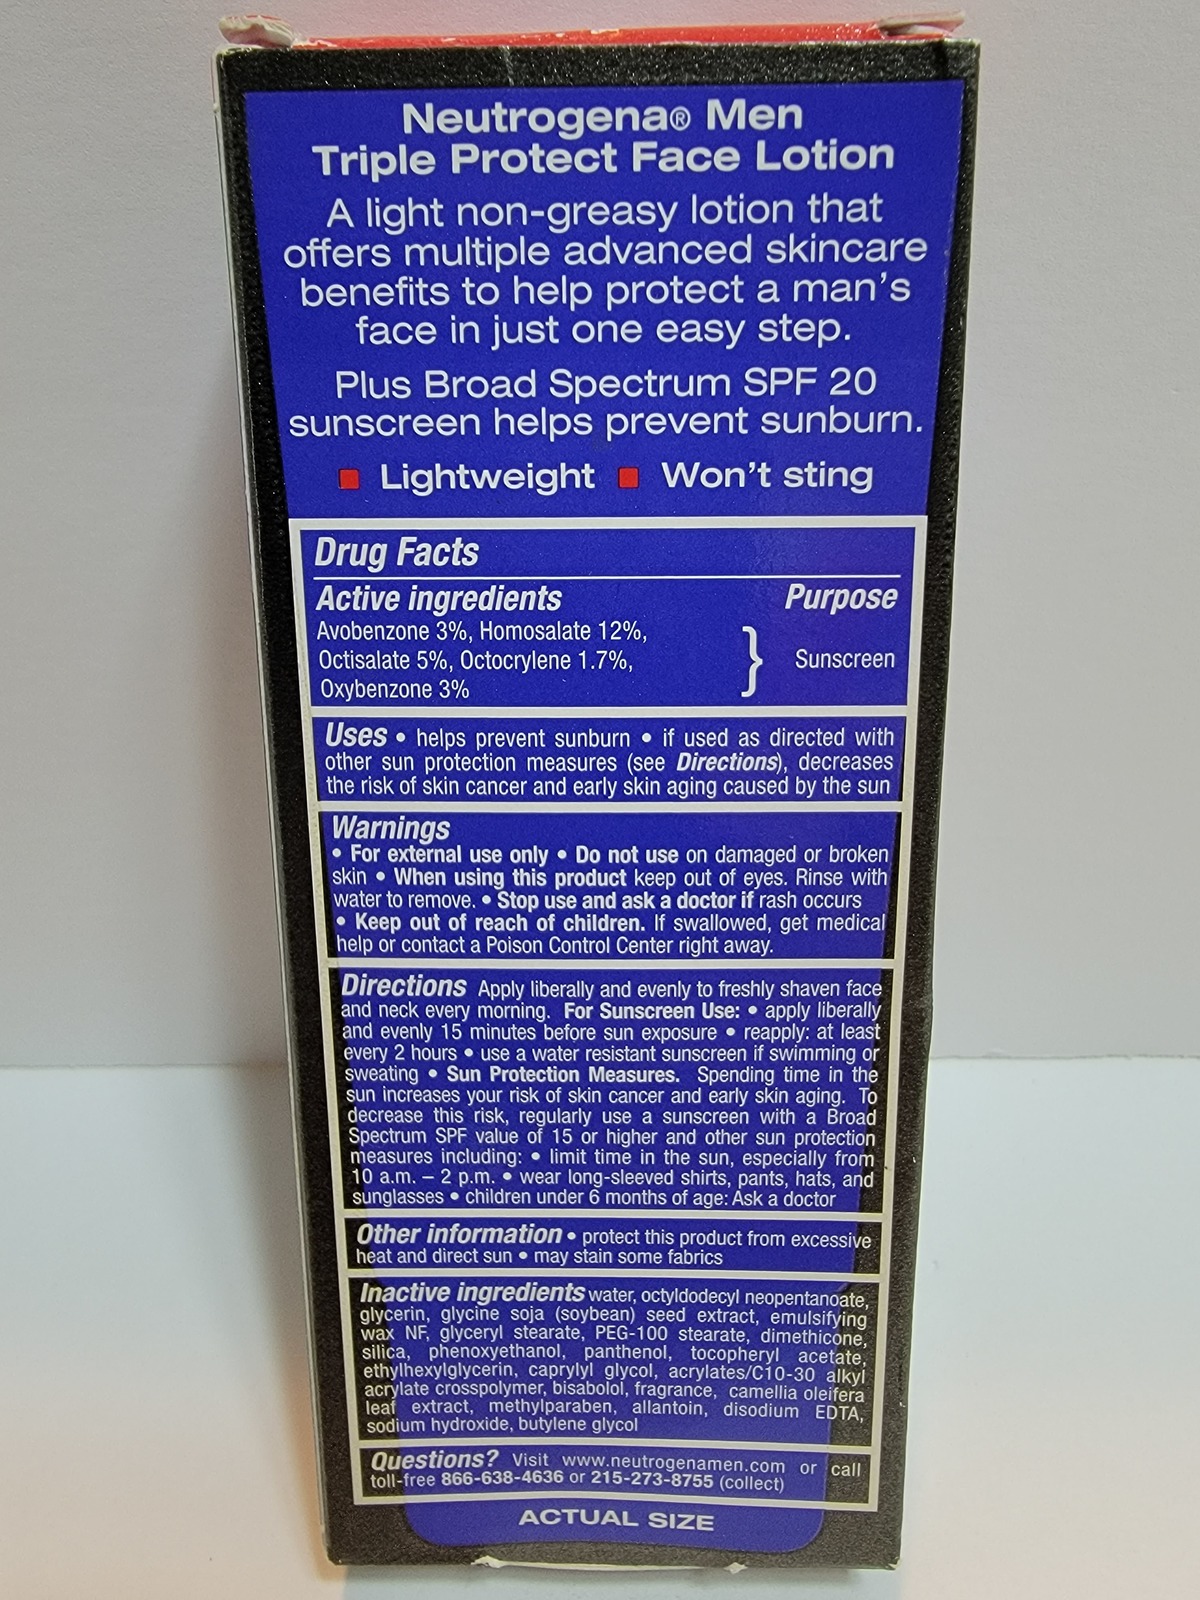 Neutrogena® Men
Triple Protect Face Lotion
A light non-greasy lotion that
offers multiple advanced skincare
benefits to help protect a man's
face in just one easy step.
Plus Broad Spectrum SPF 20
sunscreen helps prevent sunburn.
■ Lightweight ■ Won't sting
Drug Facts
Active ingredients Purpose
Avobenzone 3%, Homosalate 12%,
Octisalate 5%, Octocrylene 1.7%, } Sunscreen
Oxybenzone 3%
Uses • helps prevent sunburn • if used as directed with
other sun protection measures (see Directions), decreases
the risk of skin cancer and early skin aging caused by the sun
Warnings
• For external use only • Do not use on damaged or broken
skin • When using this product keep out of eyes. Rinse with
water to remove. • Stop use and ask a doctor if rash occurs
• Keep out of reach of children. If swallowed, get medical
help or contact a Poison Control Center right away.
Directions Apply liberally and evenly to freshly shaven face
and neck every morning. For Sunscreen Use: • apply liberally
and evenly 15 minutes before sun exposure • reapply: at least
every 2 hours • use a water resistant sunscreen if swimming or
sweating • Sun Protection Measures. Spending time in the
sun increases your risk of skin cancer and early skin aging. To
decrease this risk, regularly use a sunscreen with a Broad
Spectrum SPF value of 15 or higher and other sun protection
measures including: • limit time in the sun, especially from
10 a.m. – 2 p.m. • wear long-sleeved shirts, pants, hats, and
sunglasses • children under 6 months of age: Ask a doctor
Other information • protect this product from excessive
heat and direct sun • may stain some fabrics
Inactive ingredients water, octyldodecyl neopentanoate,
glycerin, glycine soja (soybean) seed extract, emulsifying
wax NF, glyceryl stearate, PEG-100 stearate, dimethicone,
silica, phenoxyethanol, panthenol, tocopheryl acetate,
ethylhexylglycerin, caprylyl glycol, acrylates/C10-30 alkyl
acrylate crosspolymer, bisabolol, fragrance, camellia oleifera
leaf extract, methylparaben, allantoin, disodium EDTA,
sodium hydroxide, butylene glycol
Questions? Visit www.neutrogenamen.com or call
toll-free 866-638-4636 or 215-273-8755 (collect)
ACTUAL SIZE